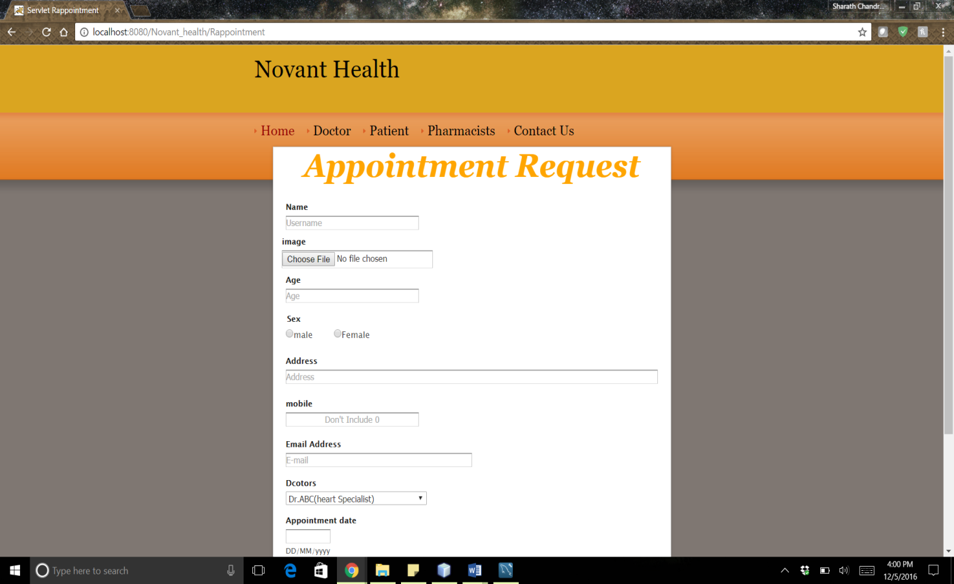 Servlet Rappointment
Sharath Chandr...
localhost:8080/Novant_health/Rappointment
Novant Health
Home Doctor Patient Pharmacists Contact Us
Appointment Request
Name
Username
image
Choose File No file chosen
Age
Age
Sex
male Female
Address
Address
mobile
Don't Include 0
Email Address
E-mail
Dcotors
Dr.ABC(heart Specialist)
Appointment date
DD/MM/yyyy
Type here to search
4:00 PM
12/5/2016